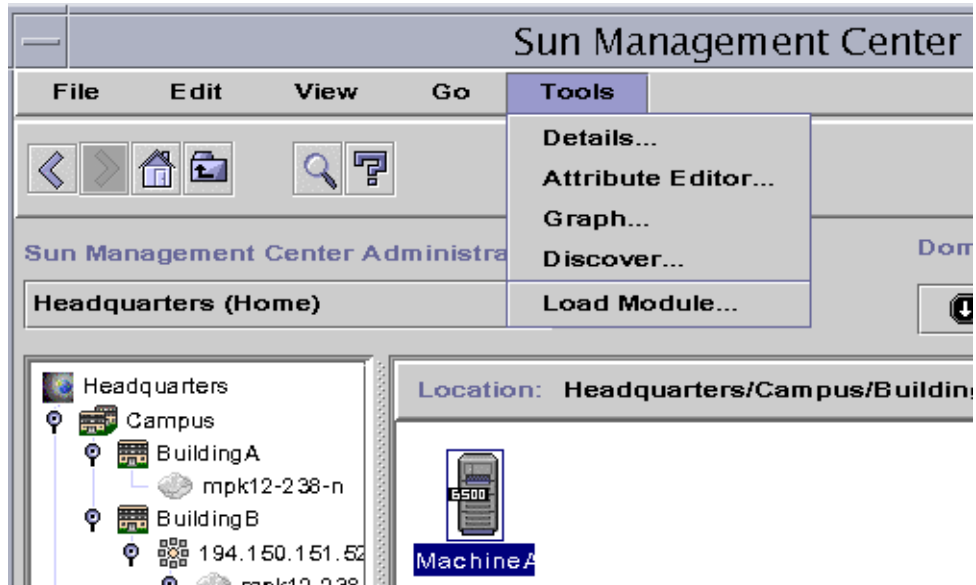 Sun Management Center
File Edit View Go Tools
Details...
Attribute Editor...
Graph...
Discover...
Load Module...
Sun Management Center Administra
Dom
Headquarters (Home)
Headquarters
Campus
BuildingA
mpk12-238-n
BuildingB
194.150.151.52
mpk12-238
Location: Headquarters/Campus/Building
6500
MachineA